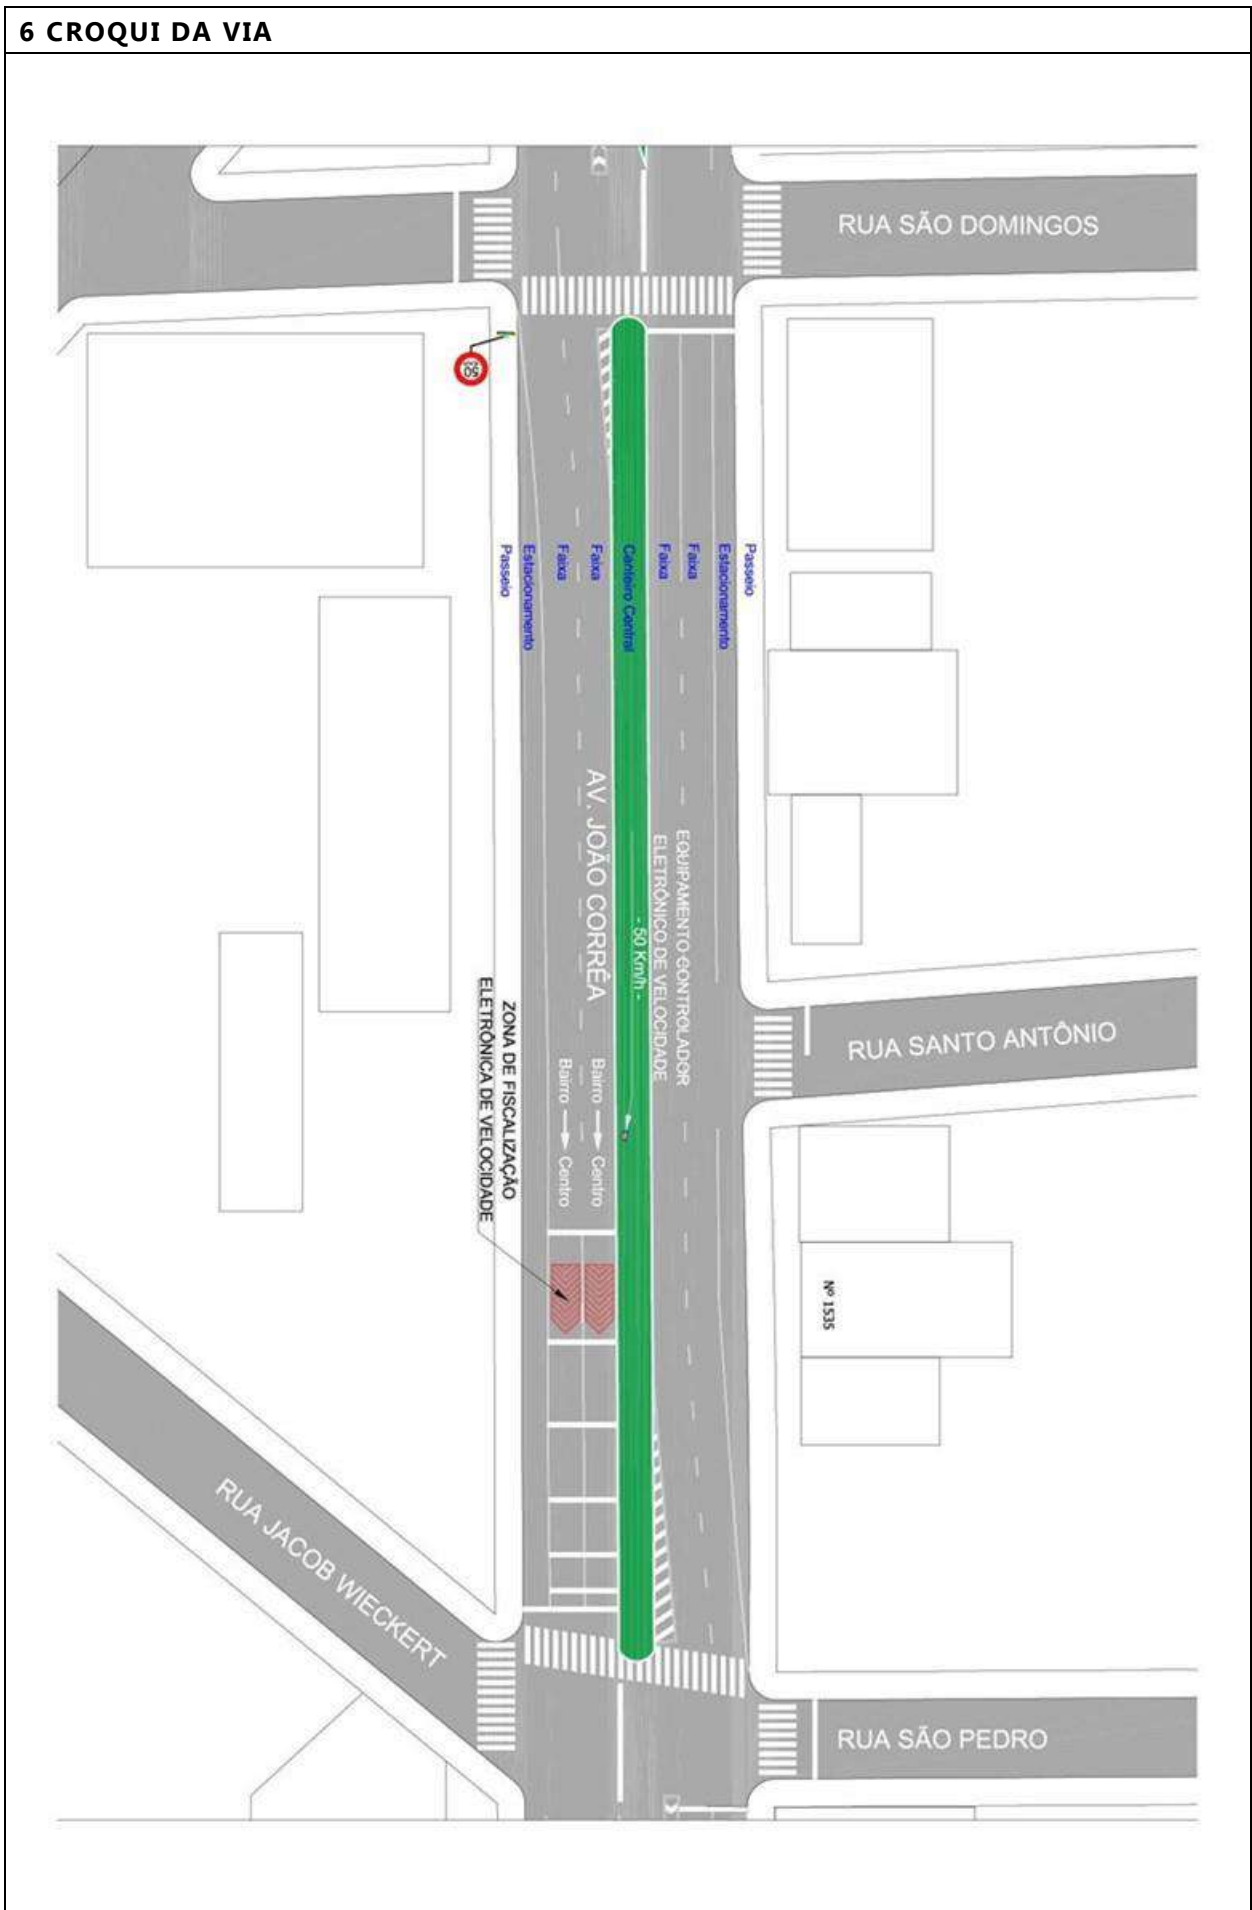 6 CROQUI DA VIA
RUA SÃO DOMINGOS
50
Passeio
Estacionamento
Faixa
Faixa
Canteiro Central
Faixa
Faixa
Estacionamento
Passeio
AV. JOÃO CORRÊA
- 50 Km/h -
EQUIPAMENTO CONTROLADOR
ELETRÔNICO DE VELOCIDADE
RUA SANTO ANTÔNIO
ZONA DE FISCALIZAÇÃO
ELETRÔNICA DE VELOCIDADE
Bairro Centro
Bairro Centro
Nº 1535
RUA JACOB WIECKERT
RUA SÃO PEDRO